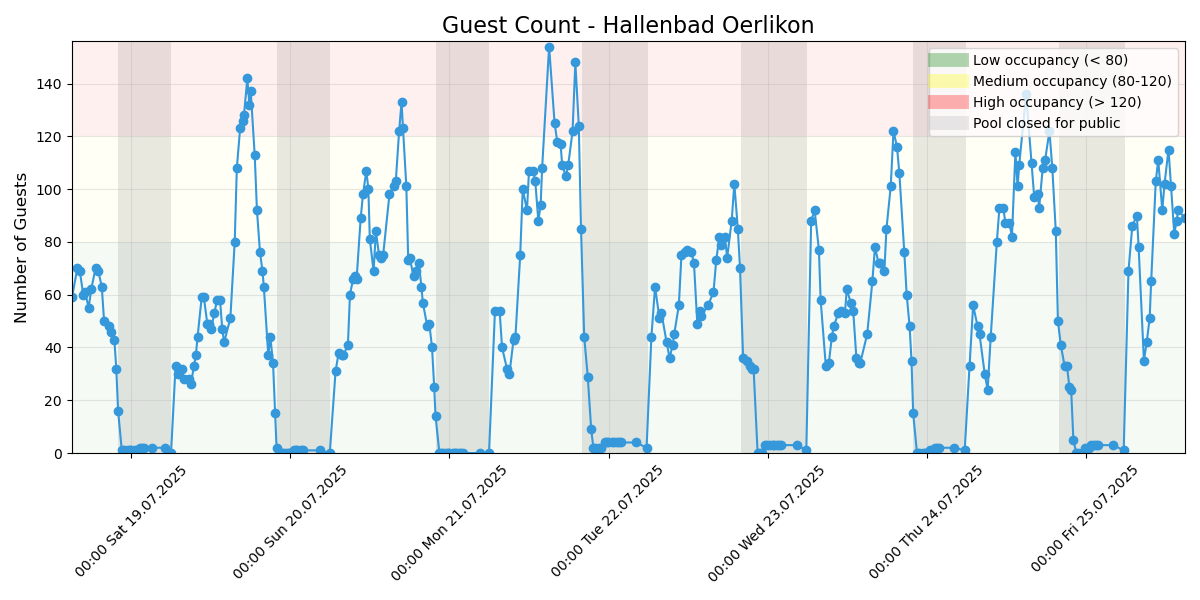 Guest Count - Hallenbad Oerlikon
Number of Guests
140
120
100
80
60
40
20
0
Low occupancy (< 80)
Medium occupancy (80-120)
High occupancy (> 120)
Pool closed for public
00:00 Sat 19.07.2025
00:00 Sun 20.07.2025
00:00 Mon 21.07.2025
00:00 Tue 22.07.2025
00:00 Wed 23.07.2025
00:00 Thu 24.07.2025
00:00 Fri 25.07.2025